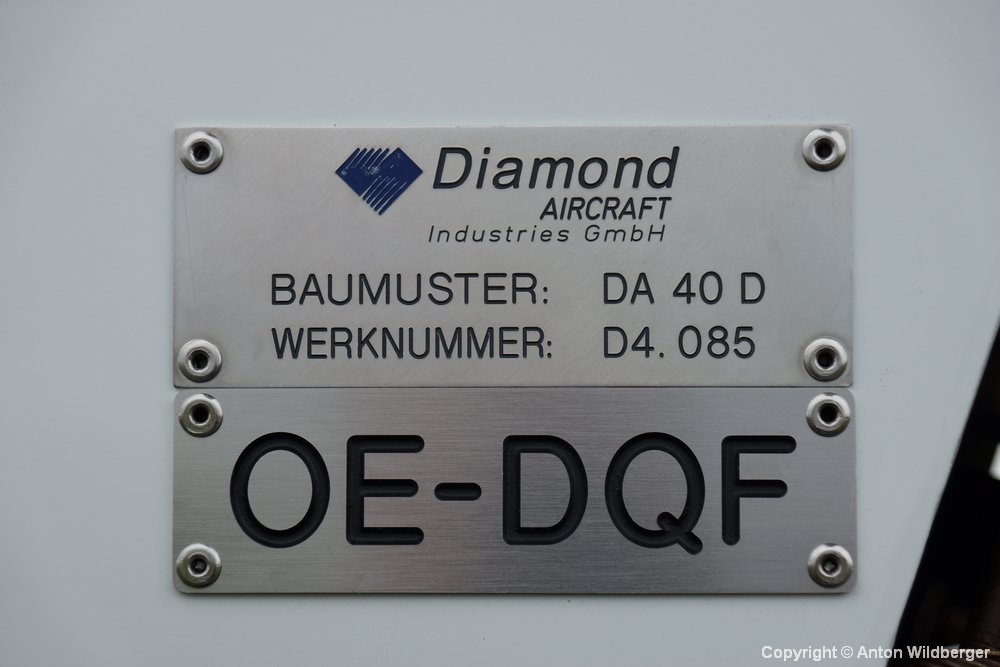 Diamond
AIRCRAFT
Industries GmbH
BAUMUSTER: DA 40 D
WERKNUMMER: D4. 085
OE-DQF
Copyright © Anton Wildberger